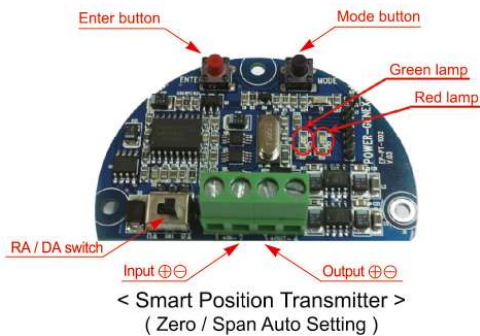 Enter button
Mode button
Green lamp
Red lamp
ENTER
MODE
POWER-GENEX
RA / DA switch
Input ⊕⊖
Output ⊕⊖
< Smart Position Transmitter >
( Zero / Span Auto Setting )